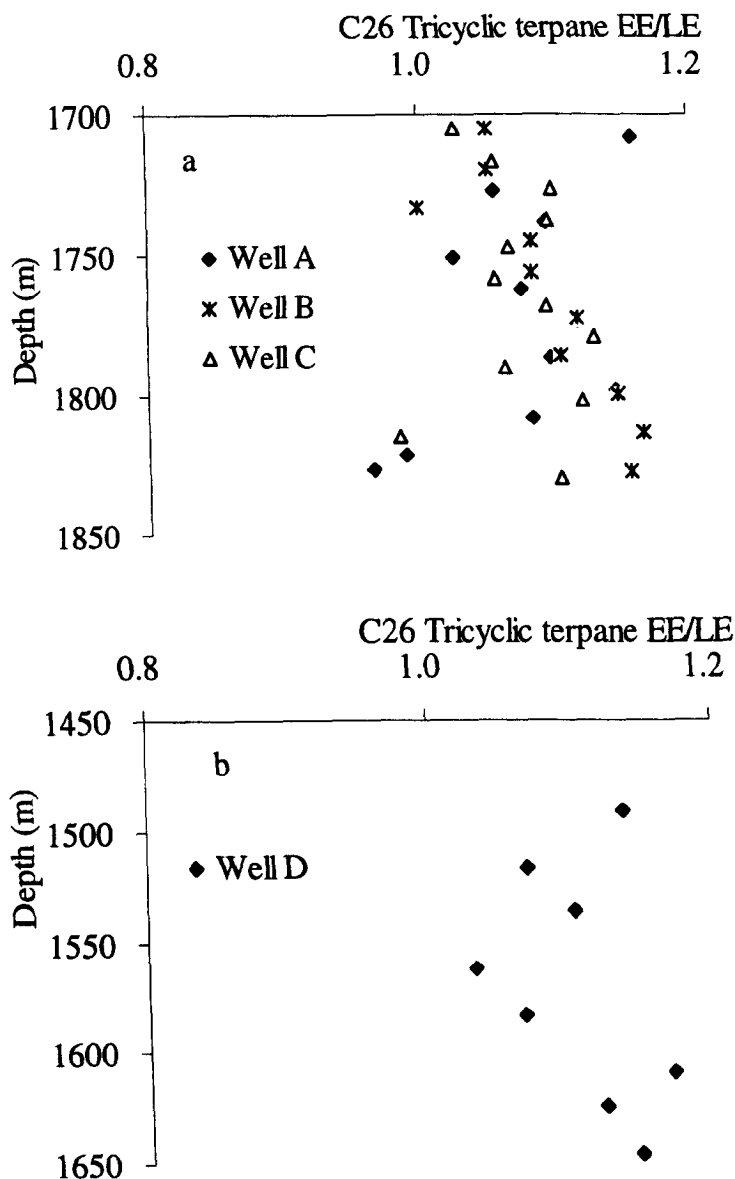 C26 Tricyclic terpane EE/LE
0.8 1.0 1.2
1700
a
1750
Well A
Well B
Well C
Depth (m)
1800
1850
C26 Tricyclic terpane EE/LE
0.8 1.0 1.2
1450
b
1500
Well D
Depth (m)
1550
1600
1650